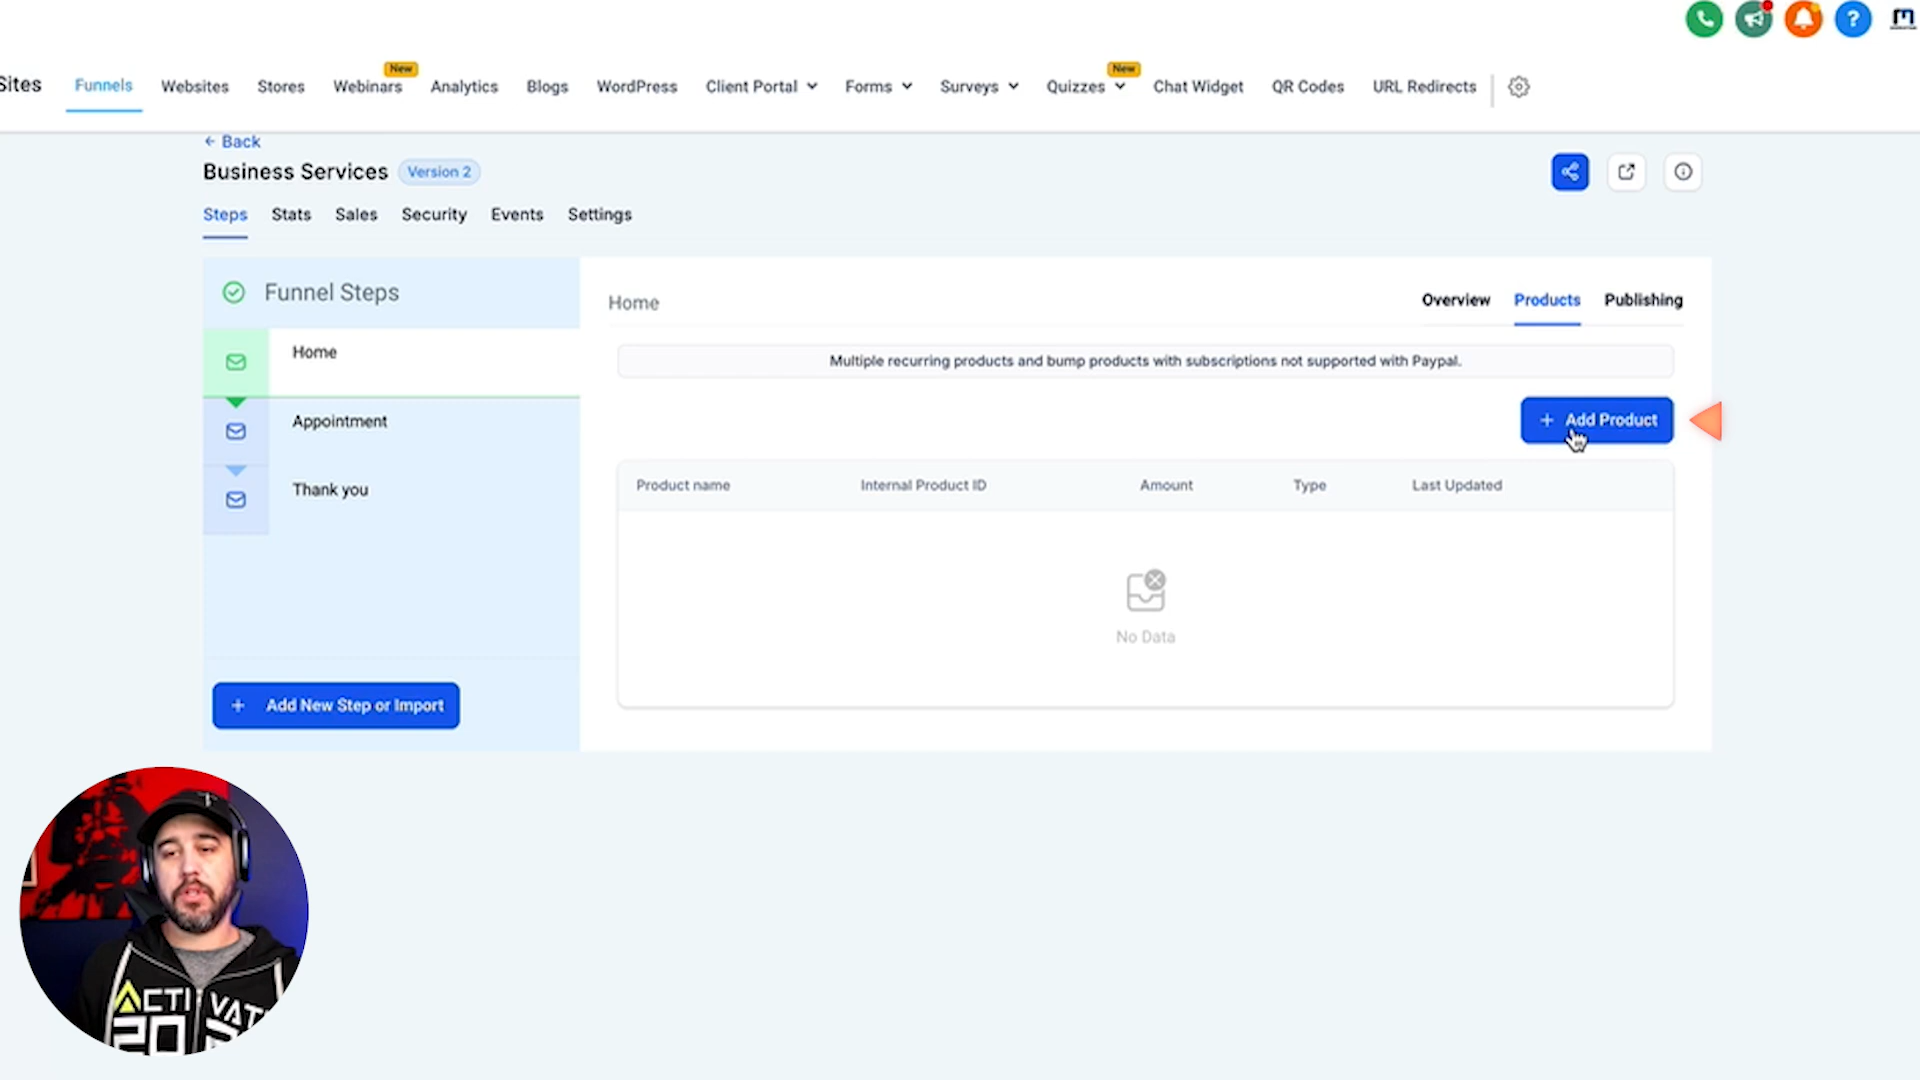 Sites Funnels Websites Stores Webinars New Analytics Blogs WordPress Client Portal Forms Surveys Quizzes New Chat Widget QR Codes URL Redirects
← Back
Business Services Version 2
Steps Stats Sales Security Events Settings
Funnel Steps
Home
Appointment
Thank you
+ Add New Step or Import
Home
Overview Products Publishing
Multiple recurring products and bump products with subscriptions not supported with Paypal.
+ Add Product
Product name Internal Product ID Amount Type Last Updated
No Data
ACTIVAT
20